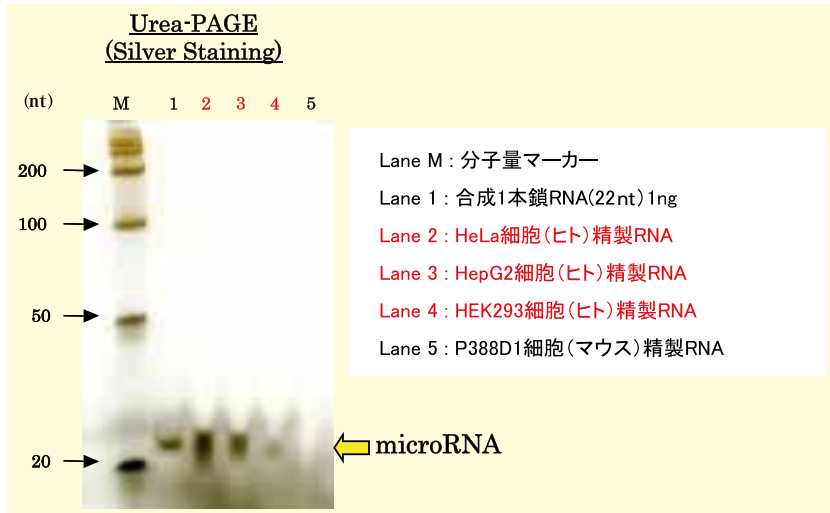 Urea-PAGE
(Silver Staining)
(nt) M 1 2 3 4 5
200
100
50
20
Lane M : 分子量マーカー
Lane 1 : 合成1本鎖RNA(22nt)1ng
Lane 2 : HeLa細胞(ヒト)精製RNA
Lane 3 : HepG2細胞(ヒト)精製RNA
Lane 4 : HEK293細胞(ヒト)精製RNA
Lane 5 : P388D1細胞(マウス)精製RNA
microRNA